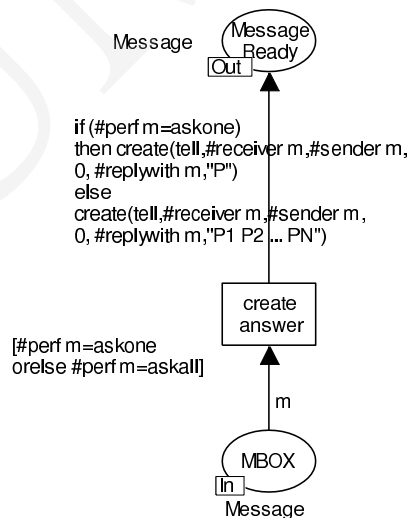 Message
Message
Ready
Out
if (#perf m=askone)
then create(tell,#receiver m,#sender m,
0, #replywith m,"P")
else
create(tell,#receiver m,#sender m,
0, #replywith m,"P1 P2 ... PN")
create
answer
[#perf m=askone
orelse #perf m=askall]
m
MBOX
In
Message